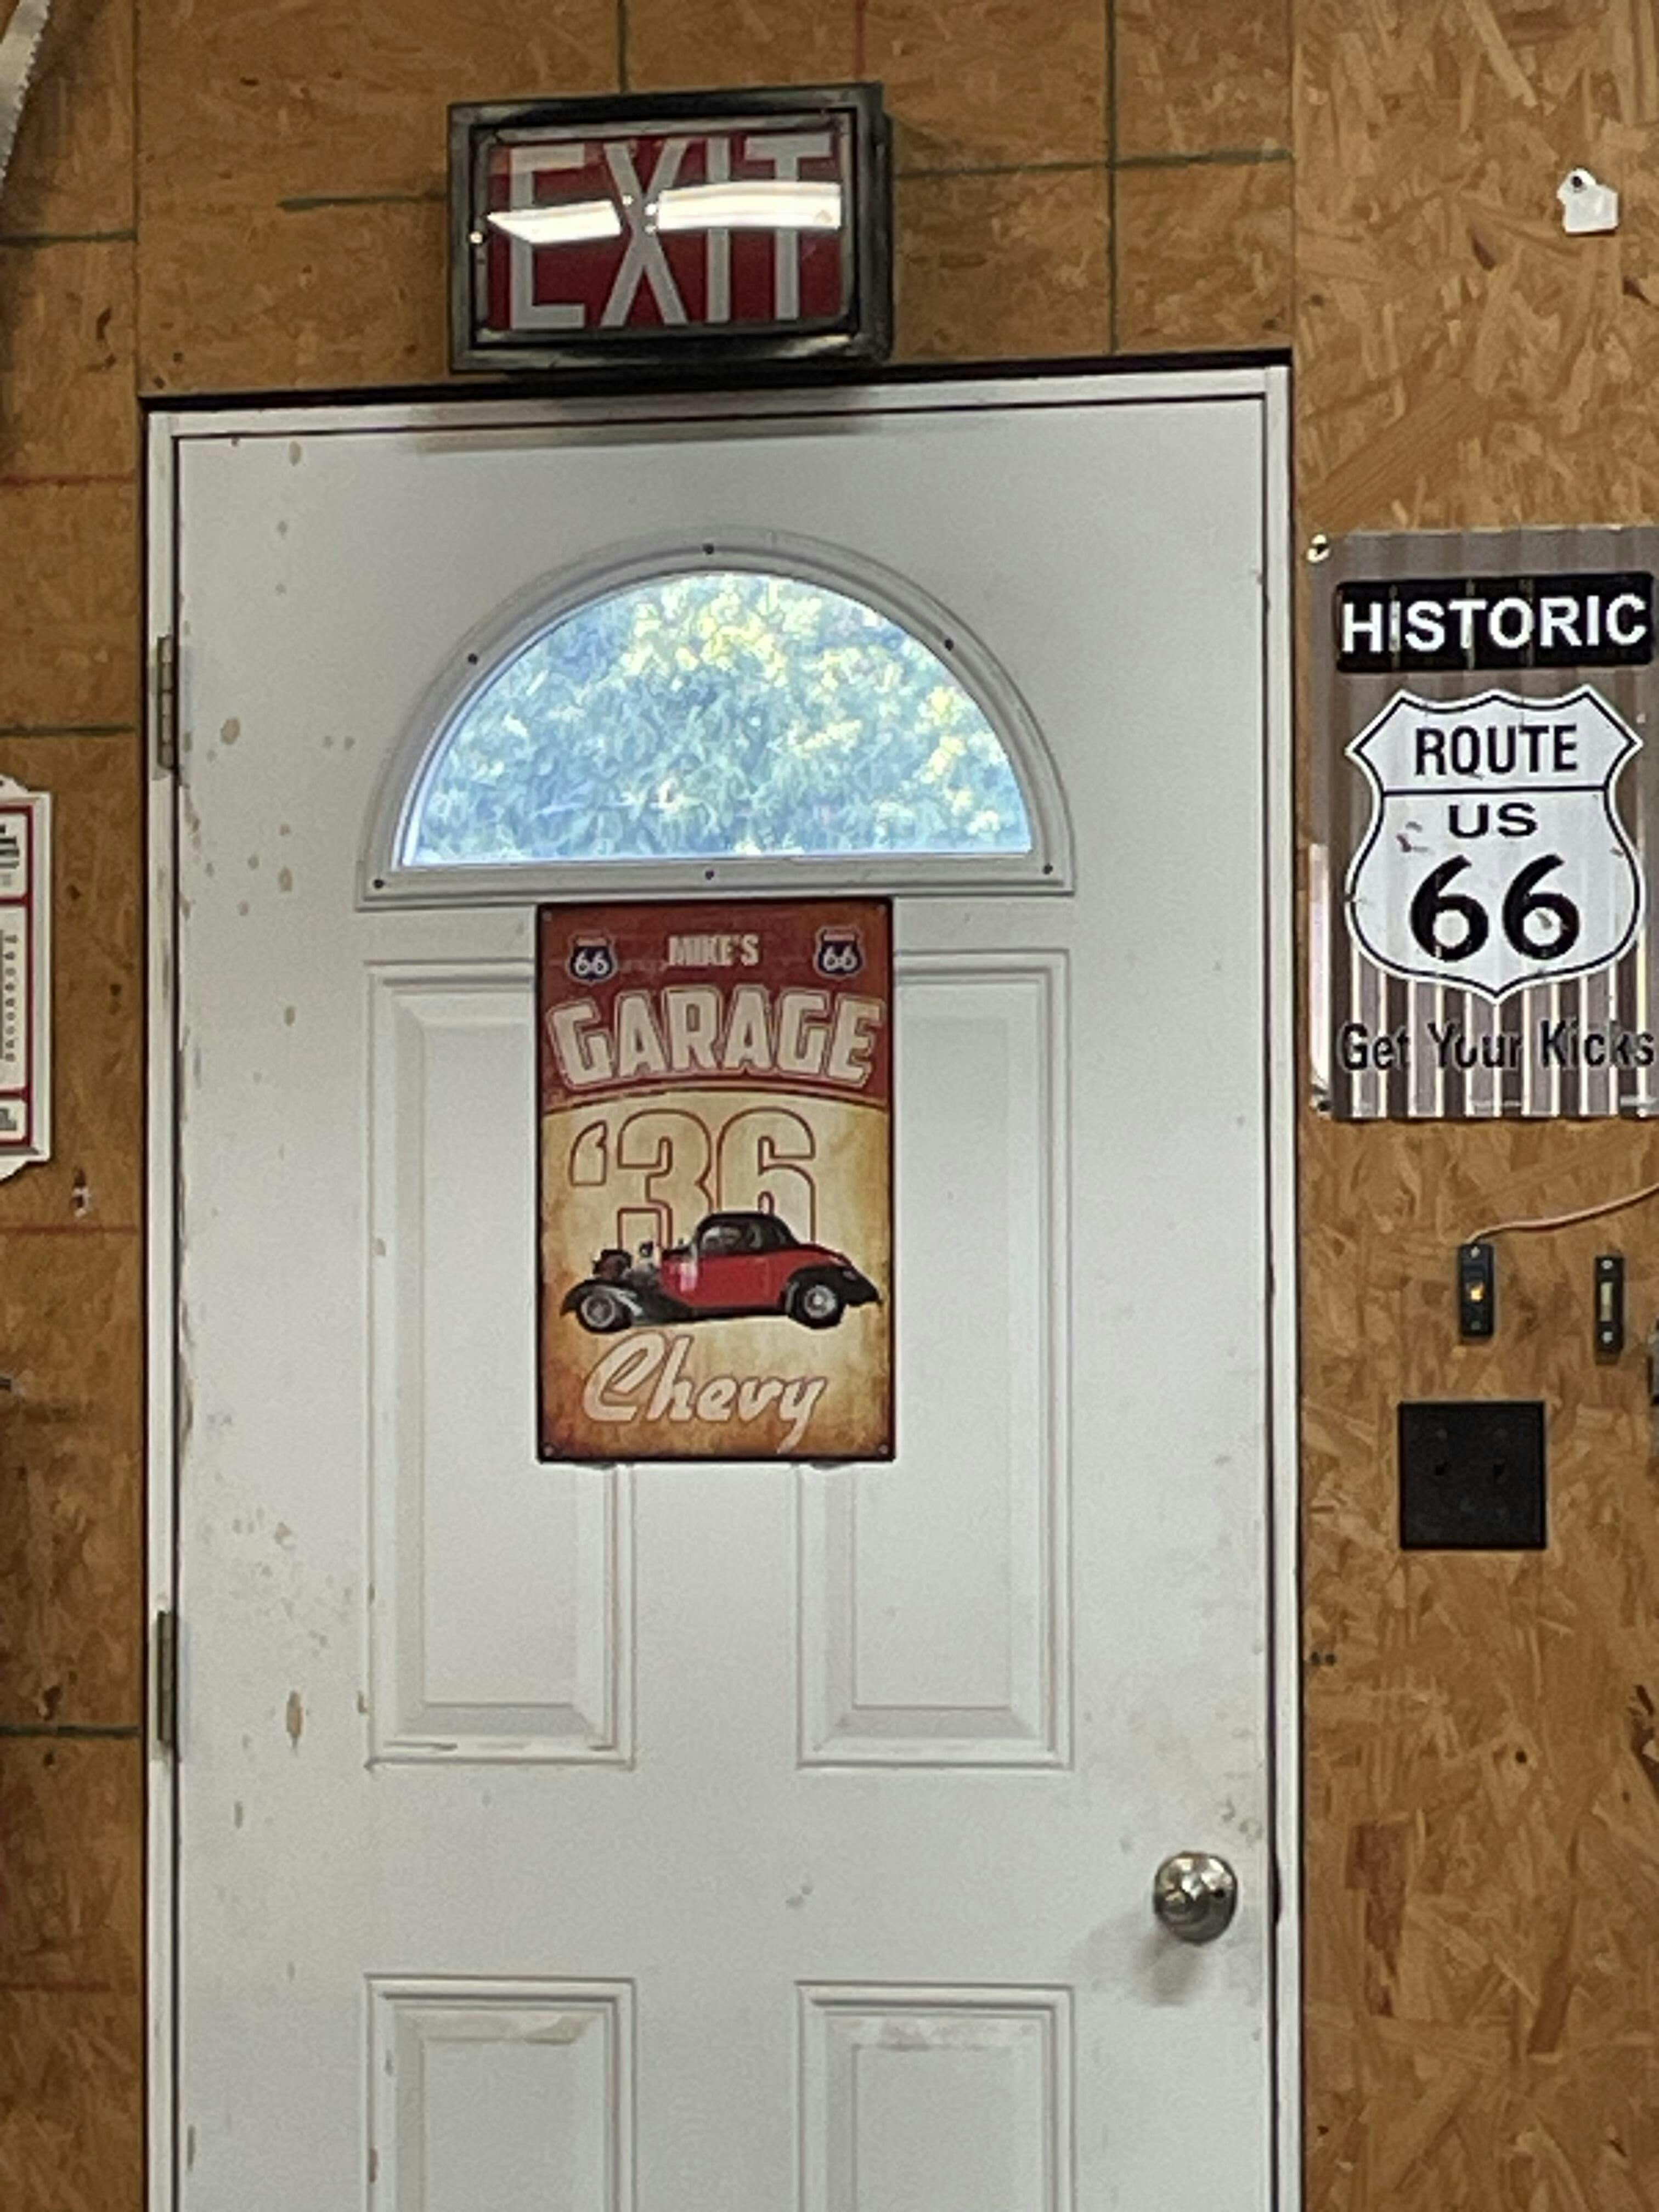 EXIT
HISTORIC
ROUTE
US
66
Get Your Kicks
66 MIKE'S 66
GARAGE
'36
Chevy